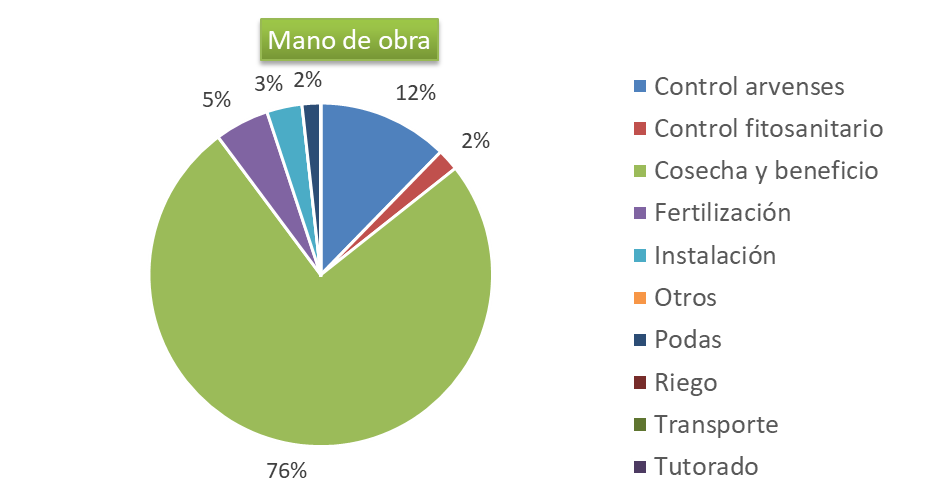 Mano de obra
3%
2%
5%
12%
2%
76%
Control arvenses
Control fitosanitario
Cosecha y beneficio
Fertilización
Instalación
Otros
Podas
Riego
Transporte
Tutorado